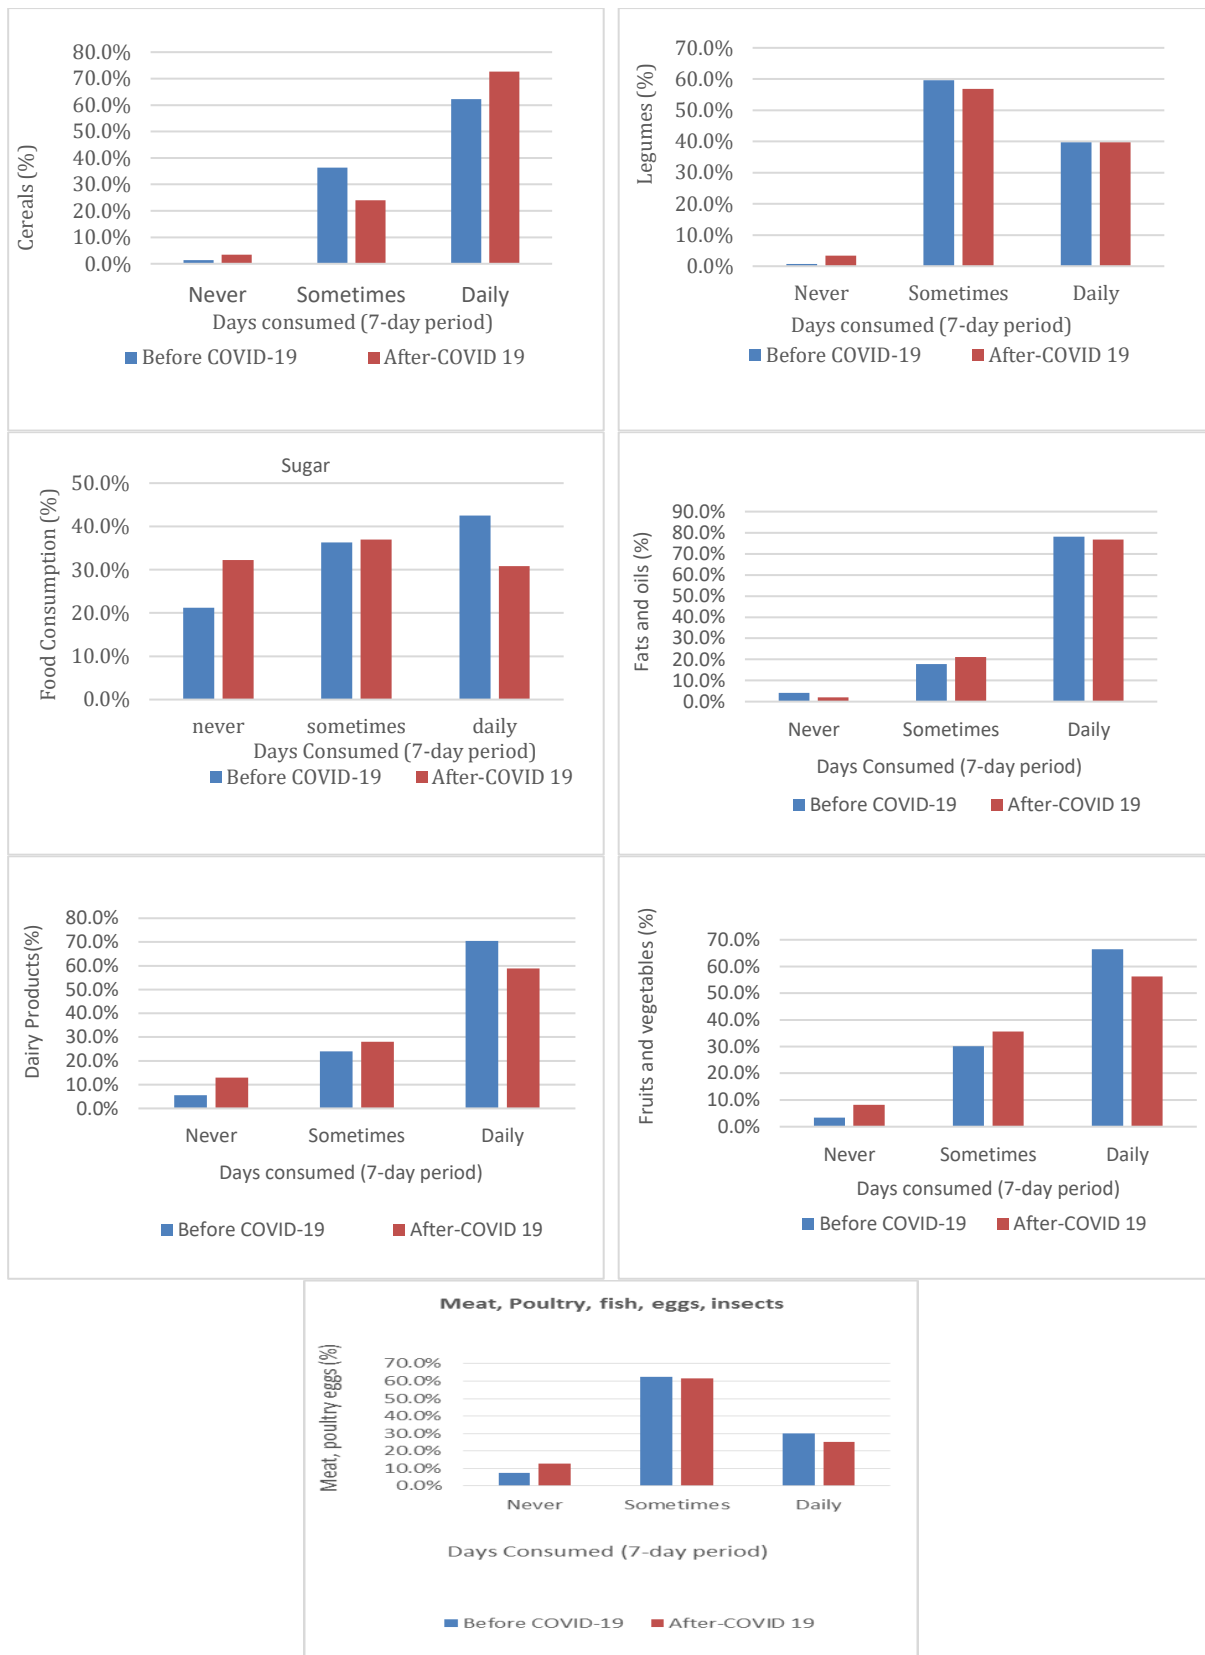 Cereals (%)
80.0%
70.0%
60.0%
50.0%
40.0%
30.0%
20.0%
10.0%
0.0%
Never Sometimes Daily
Days consumed (7-day period)
Before COVID-19 After-COVID 19
Legumes (%)
70.0%
60.0%
50.0%
40.0%
30.0%
20.0%
10.0%
0.0%
Never Sometimes Daily
Days consumed (7-day period)
Before COVID-19 After-COVID 19
Sugar
Food Consumption (%)
50.0%
40.0%
30.0%
20.0%
10.0%
0.0%
never sometimes daily
Days Consumed (7-day period)
Before COVID-19 After-COVID 19
Fats and oils (%)
90.0%
80.0%
70.0%
60.0%
50.0%
40.0%
30.0%
20.0%
10.0%
0.0%
Never Sometimes Daily
Days Consumed (7-day period)
Before COVID-19 After-COVID 19
Dairy Products(%)
80.0%
70.0%
60.0%
50.0%
40.0%
30.0%
20.0%
10.0%
0.0%
Never Sometimes Daily
Days consumed (7-day period)
Before COVID-19 After-COVID 19
Fruits and vegetables (%)
70.0%
60.0%
50.0%
40.0%
30.0%
20.0%
10.0%
0.0%
Never Sometimes Daily
Days consumed (7-day period)
Before COVID-19 After-COVID 19
Meat, Poultry, fish, eggs, insects
Meat, poultry eggs (%)
70.0%
60.0%
50.0%
40.0%
30.0%
20.0%
10.0%
0.0%
Never Sometimes Daily
Days Consumed (7-day period)
Before COVID-19 After-COVID 19